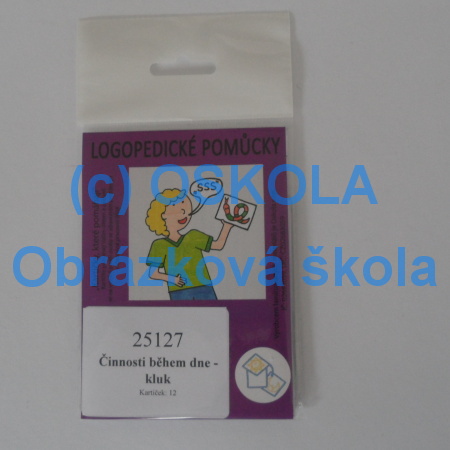 LOGOPEDICKÉ POMŮCKY
SSS
(c) OSKOLA
Obrázková škola
25127
Činnosti během dne -
kluk
Kartiček: 12